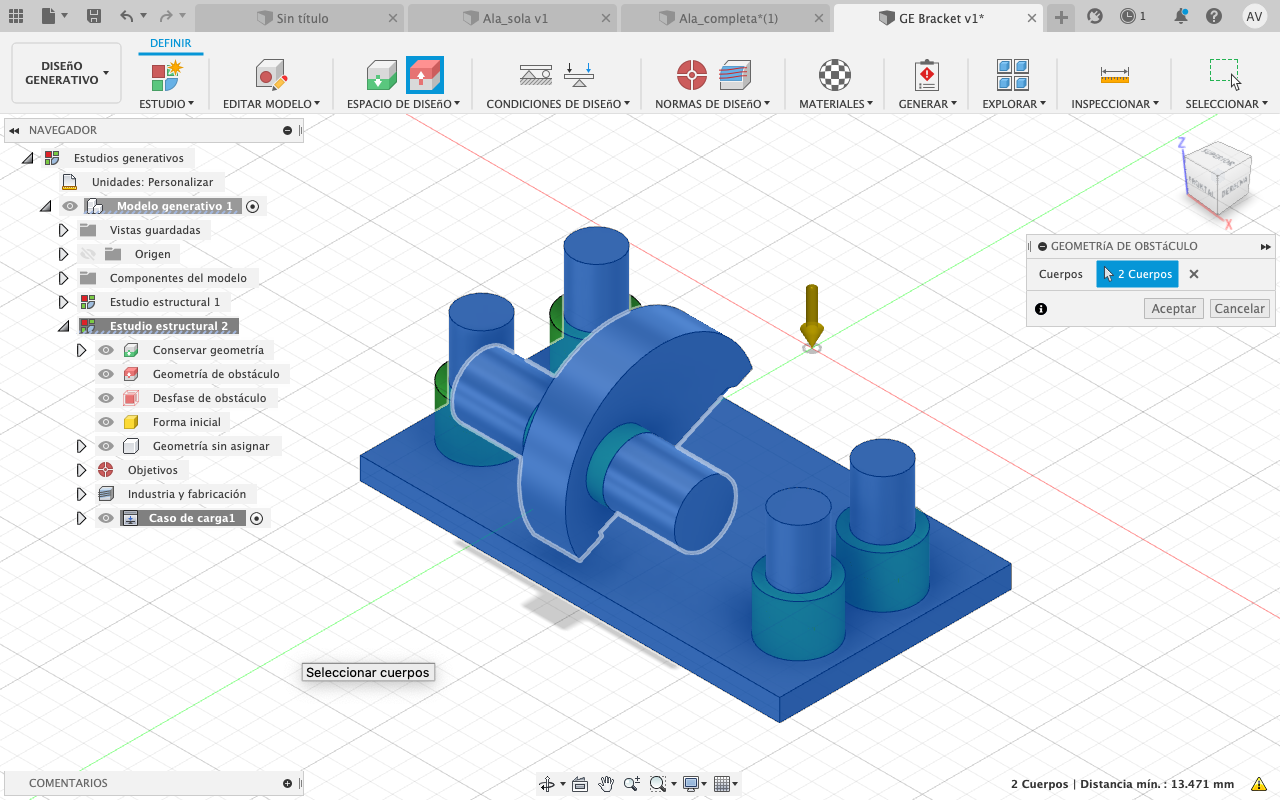 Sin título
Ala_sola v1
Ala_completa*(1)
GE Bracket v1*
1
AV
DISEñO GENERATIVO
DEFINIR
ESTUDIO
EDITAR MODELO
ESPACIO DE DISEñO
CONDICIONES DE DISEñO
NORMAS DE DISEñO
MATERIALES
GENERAR
EXPLORAR
INSPECCIONAR
SELECCIONAR
NAVEGADOR
Estudios generativos
Unidades: Personalizar
Modelo generativo 1
Vistas guardadas
Origen
Componentes del modelo
Estudio estructural 1
Estudio estructural 2
Conservar geometría
Geometría de obstáculo
Desfase de obstáculo
Forma inicial
Geometría sin asignar
Objetivos
Industria y fabricación
Caso de carga1
Z
SUPERIOR
FRONTAL
DERECHA
X
GEOMETRíA DE OBSTáCULO
Cuerpos
2 Cuerpos
Aceptar
Cancelar
Seleccionar cuerpos
COMENTARIOS
2 Cuerpos | Distancia mín. : 13.471 mm